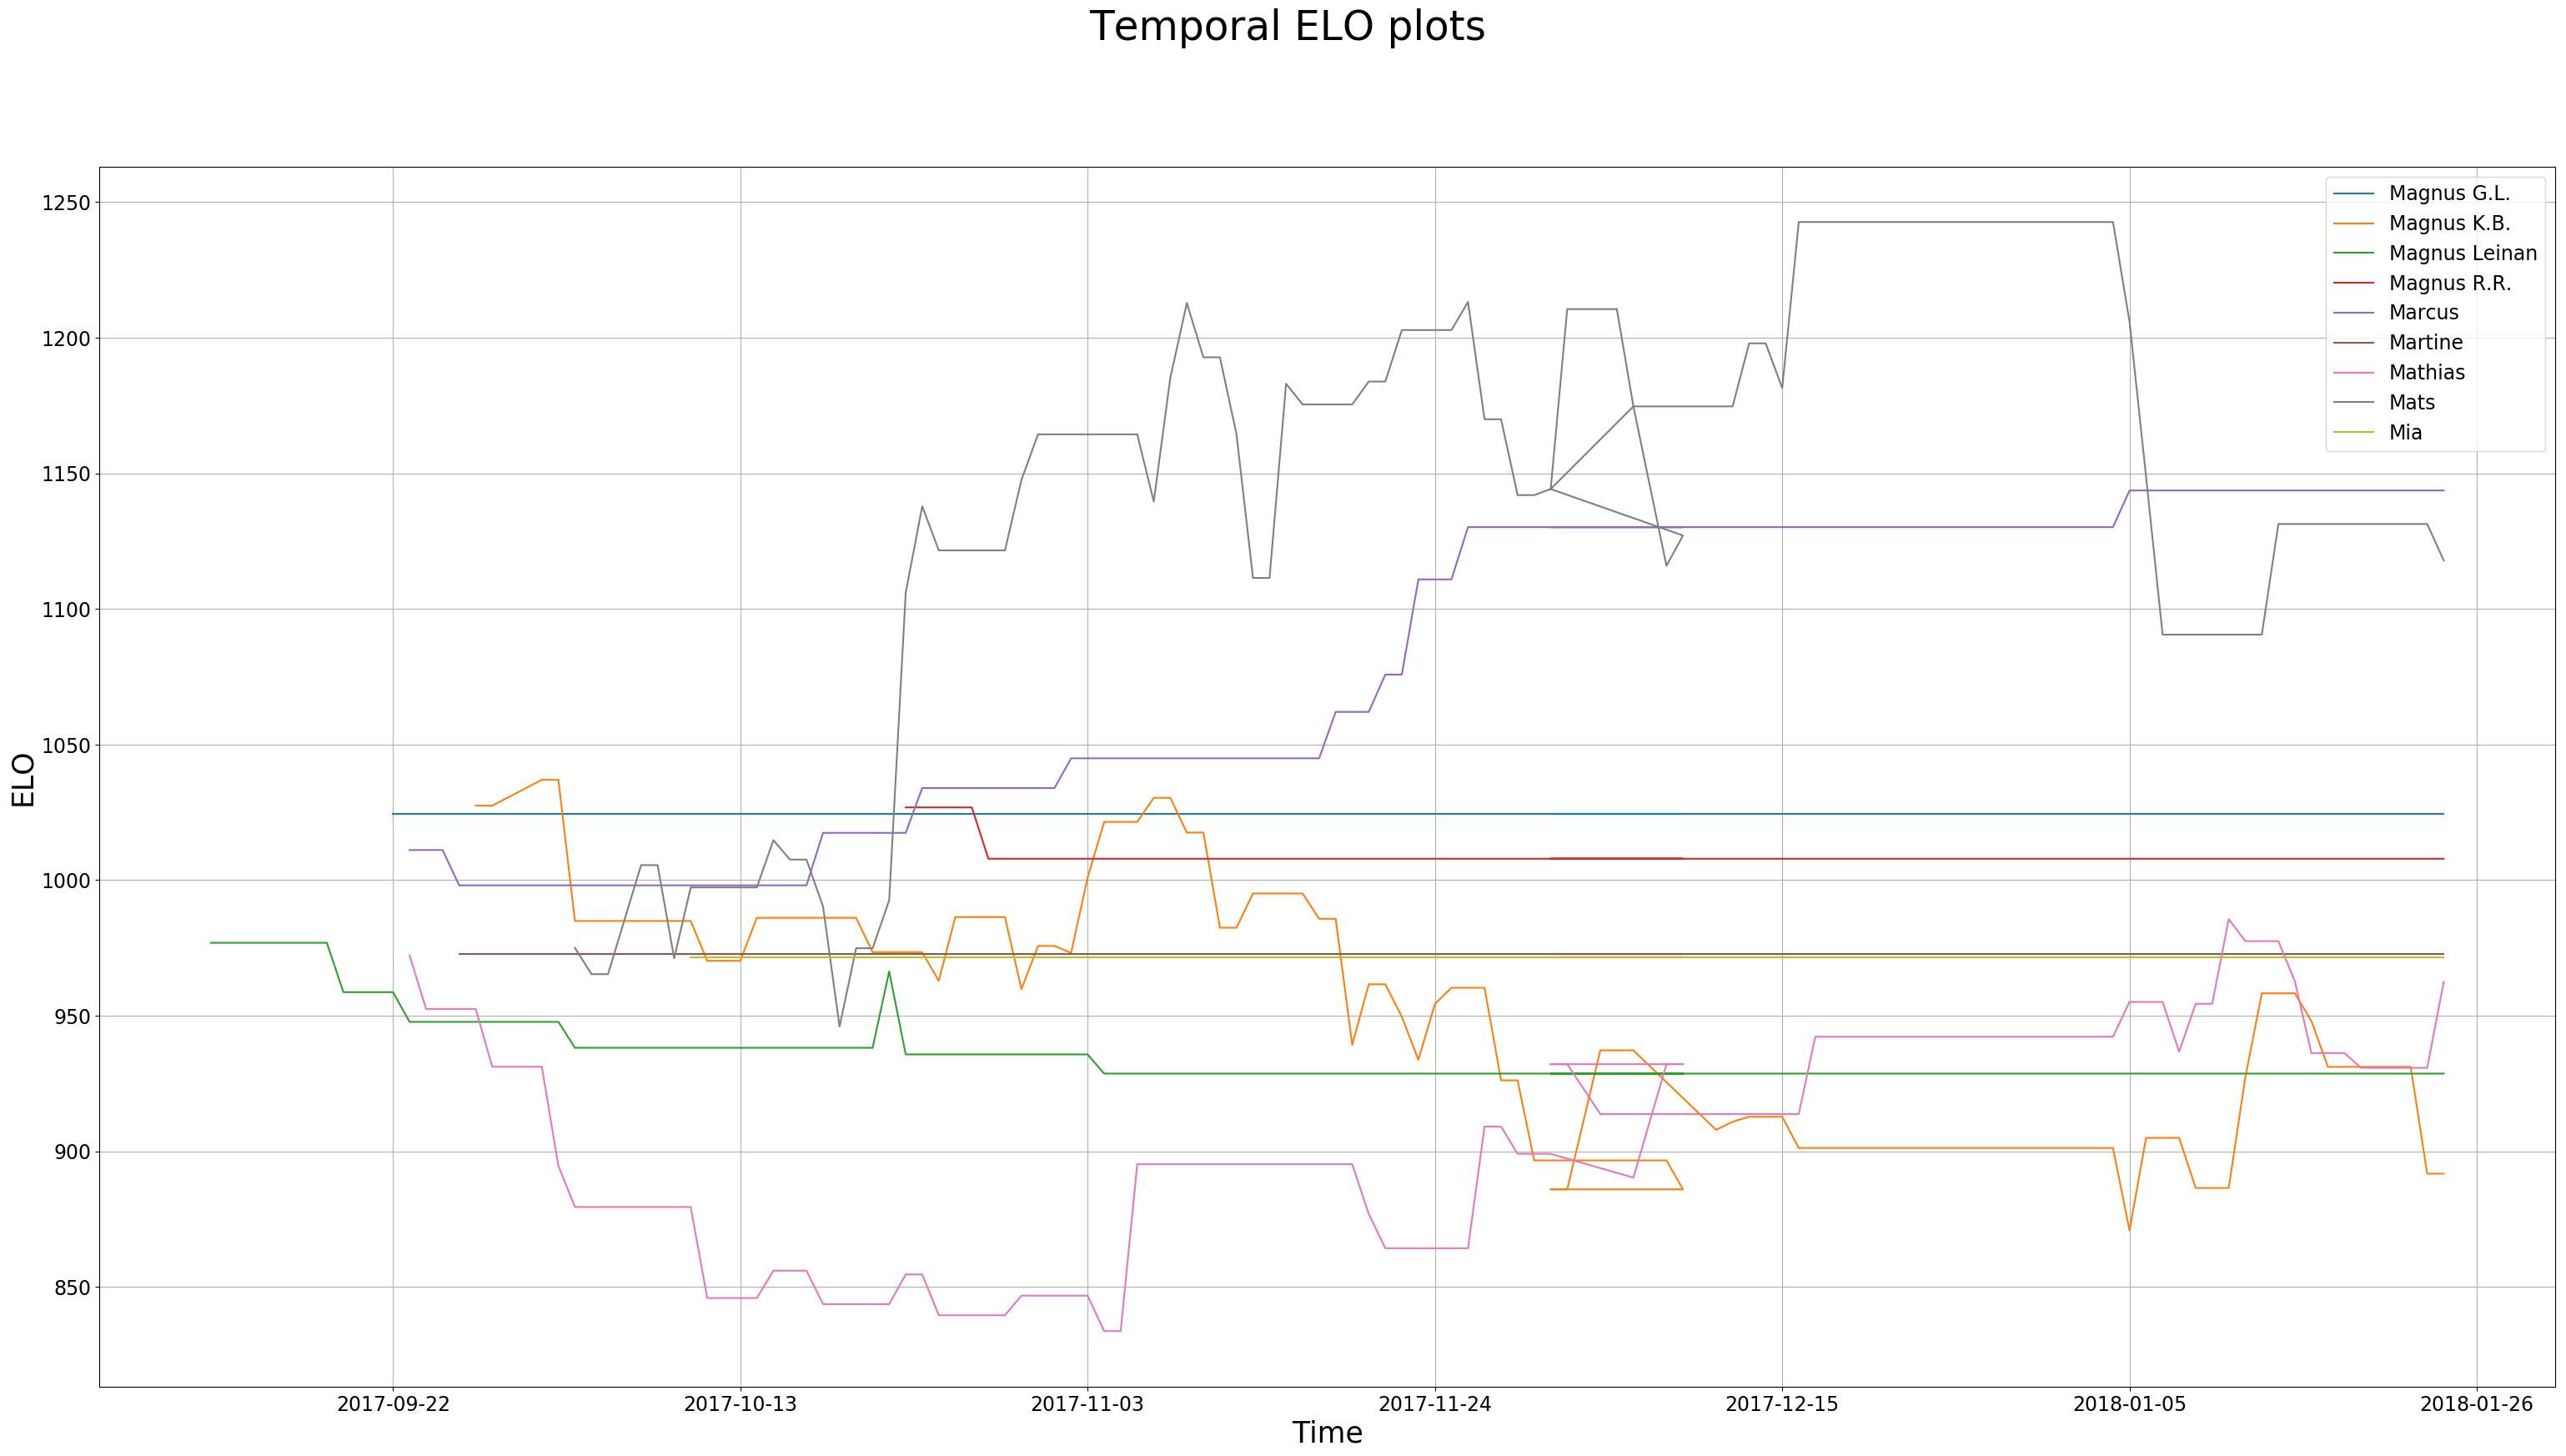 Temporal ELO plots
1250
1200
1150
1100
1050
1000
950
900
850
ELO
Magnus G.L.
Magnus K.B.
Magnus Leinan
Magnus R.R.
Marcus
Martine
Mathias
Mats
Mia
2017-09-22
2017-10-13
2017-11-03
2017-11-24
2017-12-15
2018-01-05
2018-01-26
Time